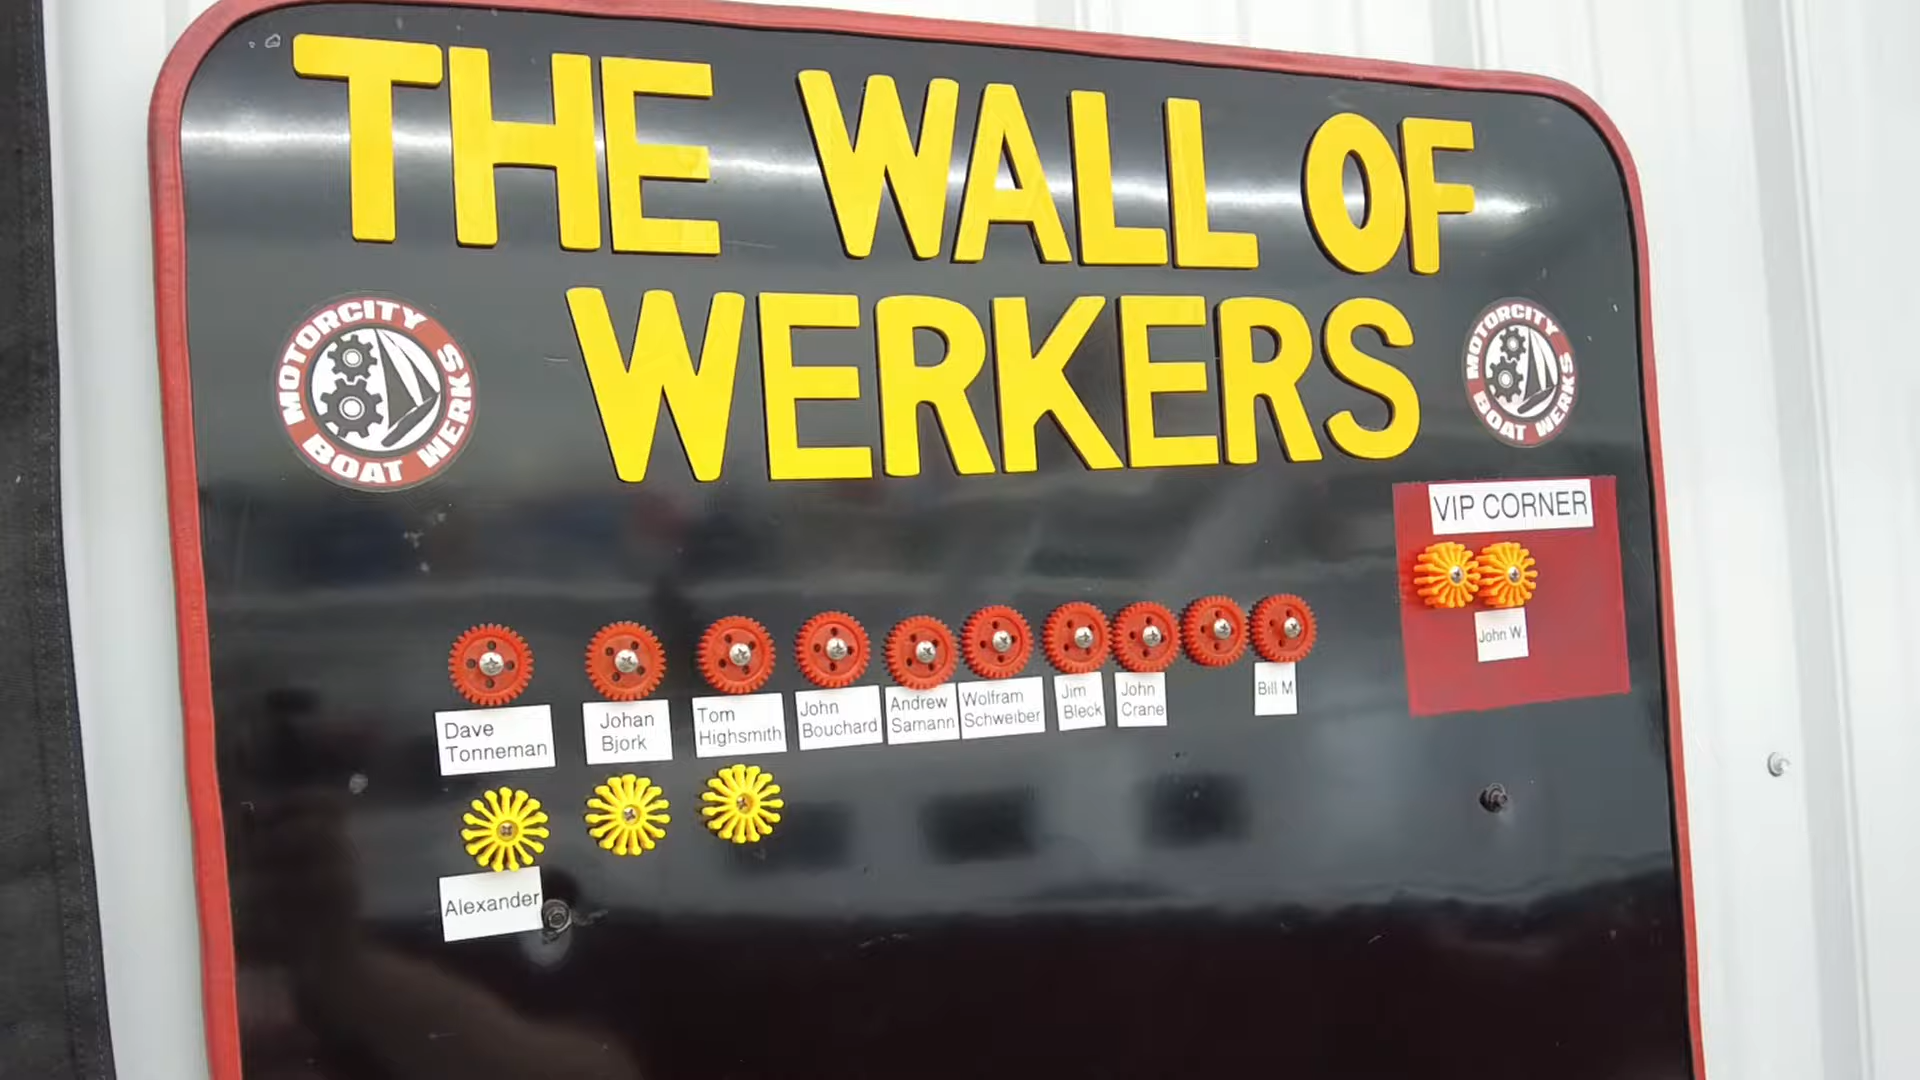 THE WALL OF
WERKERS
MOTORCITY
BOAT WERKS
MOTORCITY
BOAT WERKS
VIP CORNER
John W.
Dave
Tonneman
Johan
Bjork
Tom
Highsmith
John
Bouchard
Andrew
Samann
Wolfram
Schweiber
Jim
Bleck
John
Crane
Bill M
Alexander